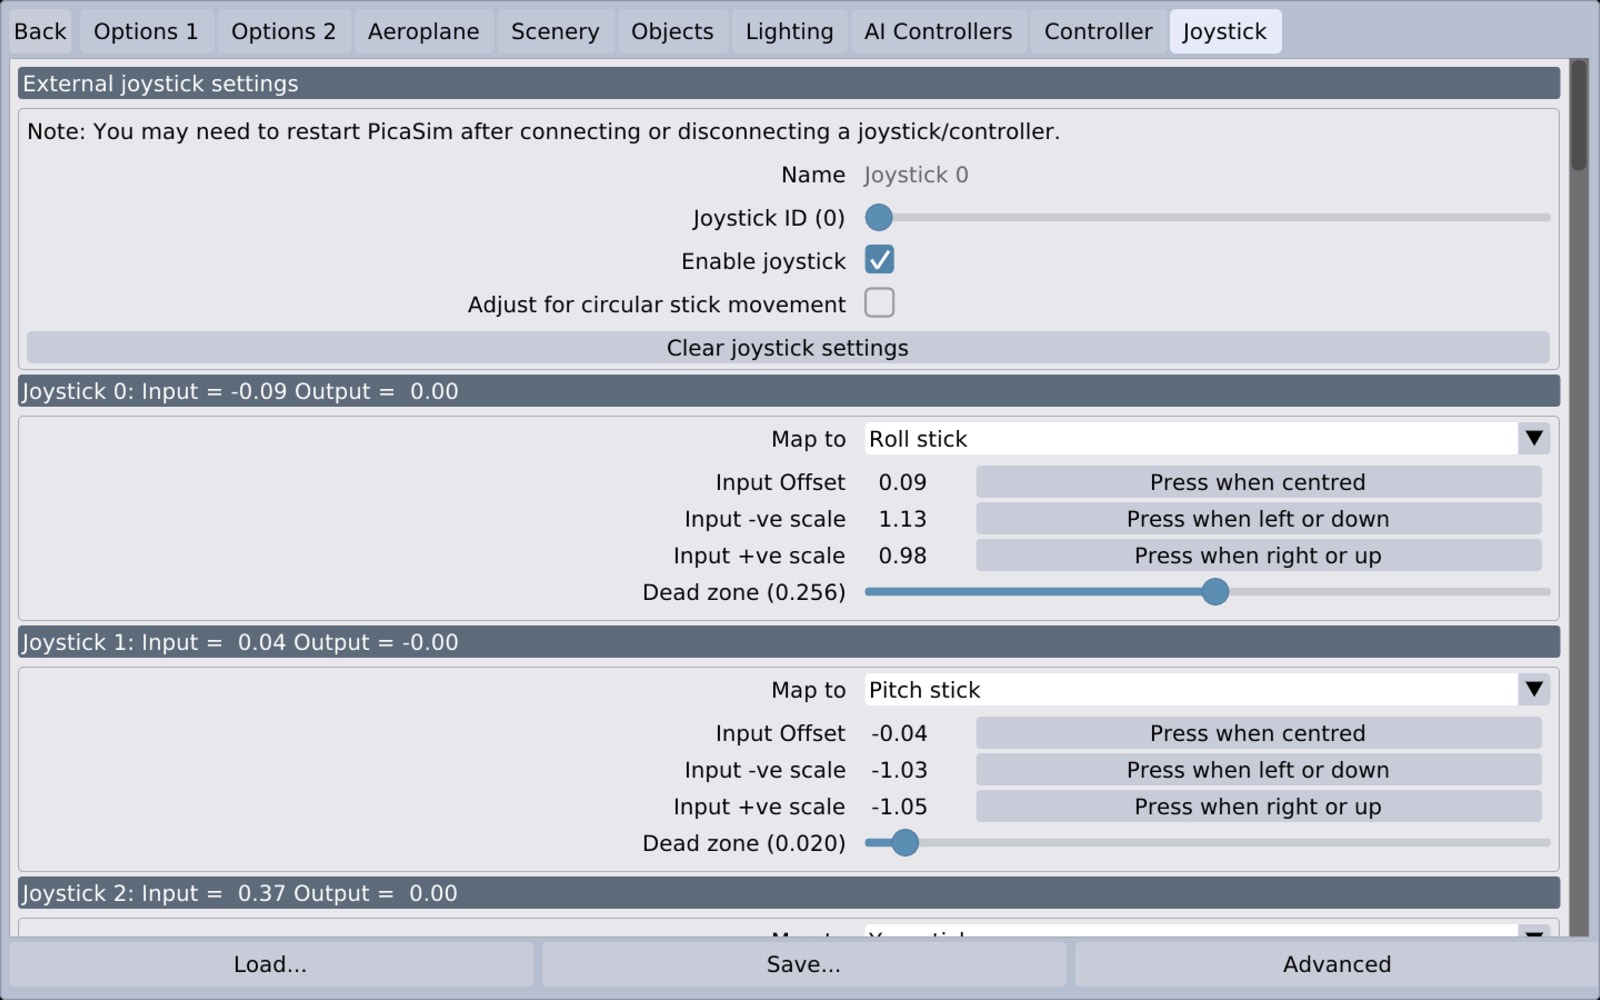 Back Options 1 Options 2 Aeroplane Scenery Objects Lighting AI Controllers Controller Joystick
External joystick settings
Note: You may need to restart PicaSim after connecting or disconnecting a joystick/controller.
Name Joystick 0
Joystick ID (0)
Enable joystick
Adjust for circular stick movement
Clear joystick settings
Joystick 0: Input = -0.09 Output =  0.00
Map to Roll stick
Input Offset 0.09 Press when centred
Input -ve scale 1.13 Press when left or down
Input +ve scale 0.98 Press when right or up
Dead zone (0.256)
Joystick 1: Input =  0.04 Output = -0.00
Map to Pitch stick
Input Offset -0.04 Press when centred
Input -ve scale -1.03 Press when left or down
Input +ve scale -1.05 Press when right or up
Dead zone (0.020)
Joystick 2: Input =  0.37 Output =  0.00
Load... Save... Advanced